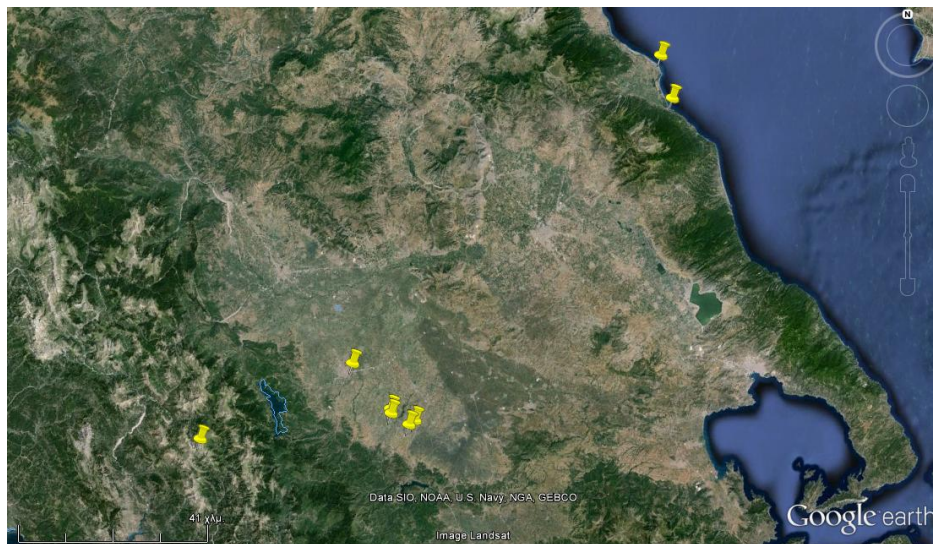 N
Data SIO, NOAA, U.S. Navy, NGA, GEBCO
41 χλμ.
Google earth
Image Landsat